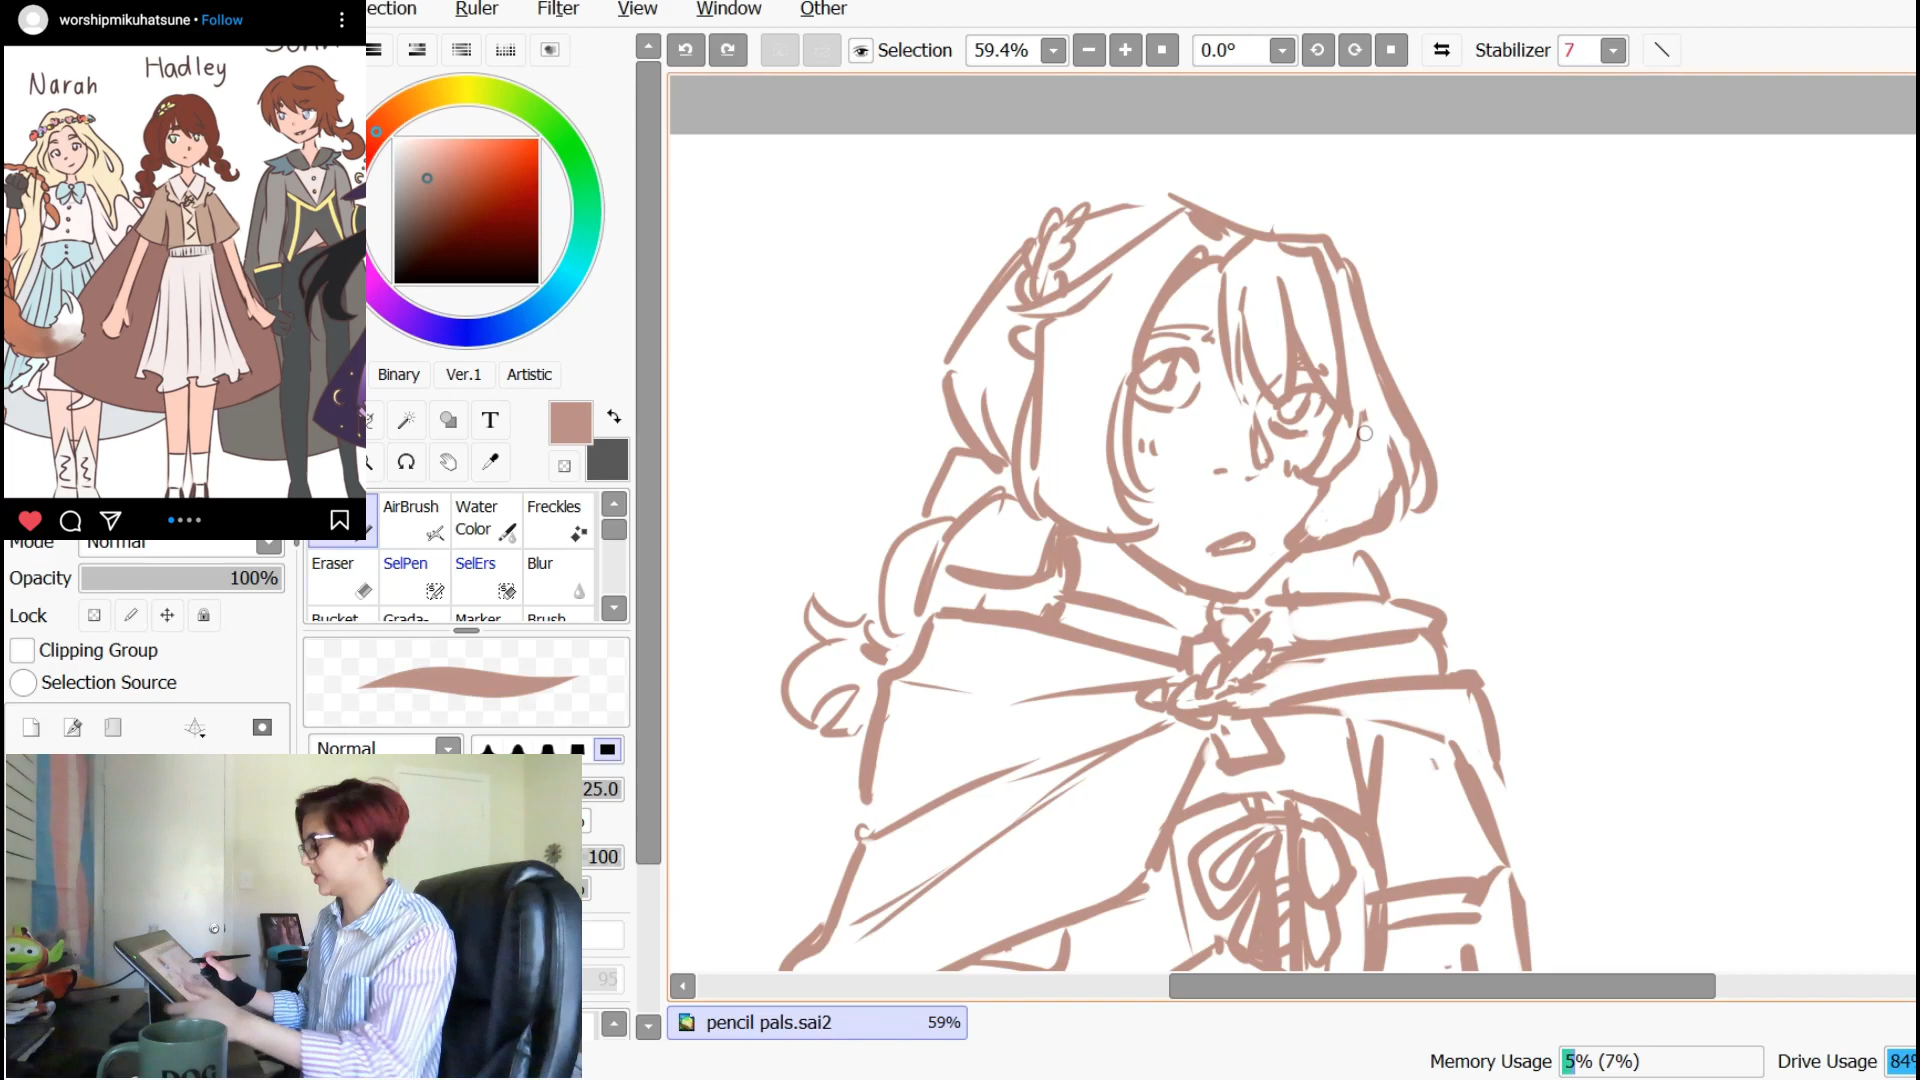 worshipmikuhatsune • Follow
Narah
Hadley
ection Ruler Filter View Window Other
Selection 59.4% 0.0° Stabilizer 7
Binary Ver.1 Artistic
T
AirBrush Water Color Freckles
Eraser SelPen SelErs Blur
Bucket Grada- Marker Brush
Mode Normal
Opacity 100%
Lock
Clipping Group
Selection Source
Normal
25.0
100
95
DOG
pencil pals.sai2 59%
Memory Usage 5% (7%) Drive Usage 84%